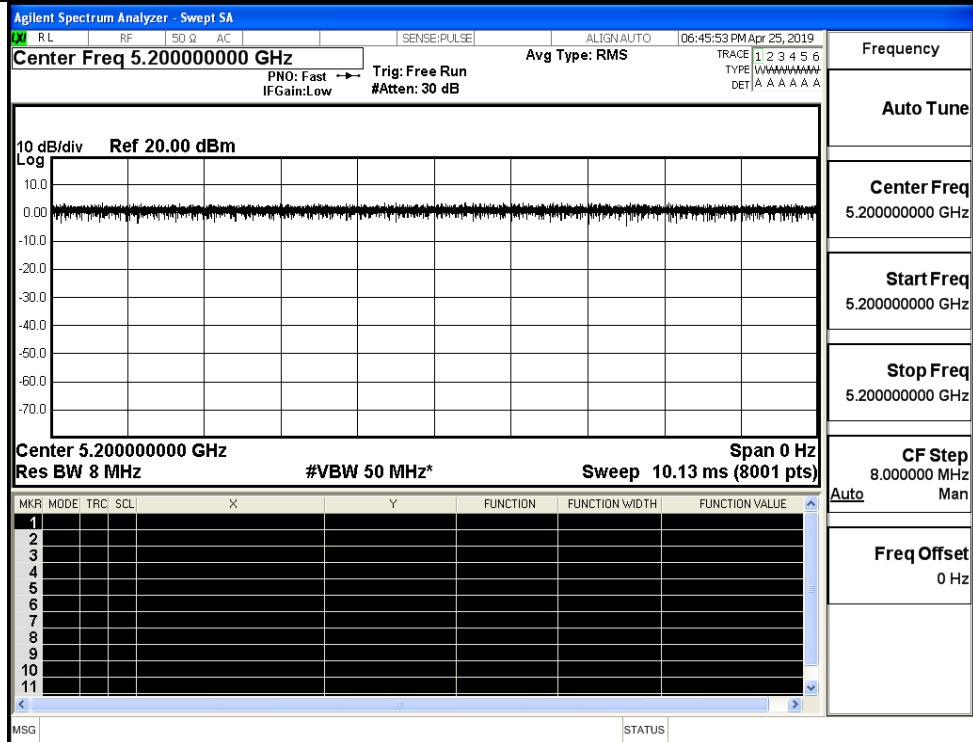 Agilent Spectrum Analyzer - Swept SA
LXI RL RF 50 Ω AC SENSE:PULSE ALIGN AUTO 06:45:53 PM Apr 25, 2019
Center Freq 5.200000000 GHz Avg Type: RMS TRACE 1 2 3 4 5 6
PNO: Fast Trig: Free Run TYPE WWWWWW
IFGain:Low #Atten: 30 dB DET A A A A A A
10 dB/div Ref 20.00 dBm
Log
10.0
0.00
-10.0
-20.0
-30.0
-40.0
-50.0
-60.0
-70.0
Center 5.200000000 GHz Span 0 Hz
Res BW 8 MHz #VBW 50 MHz* Sweep 10.13 ms (8001 pts)
MKR MODE TRC SCL X Y FUNCTION FUNCTION WIDTH FUNCTION VALUE
1
2
3
4
5
6
7
8
9
10
11
MSG STATUS
Frequency
Auto Tune
Center Freq
5.200000000 GHz
Start Freq
5.200000000 GHz
Stop Freq
5.200000000 GHz
CF Step
8.000000 MHz
Auto Man
Freq Offset
0 Hz